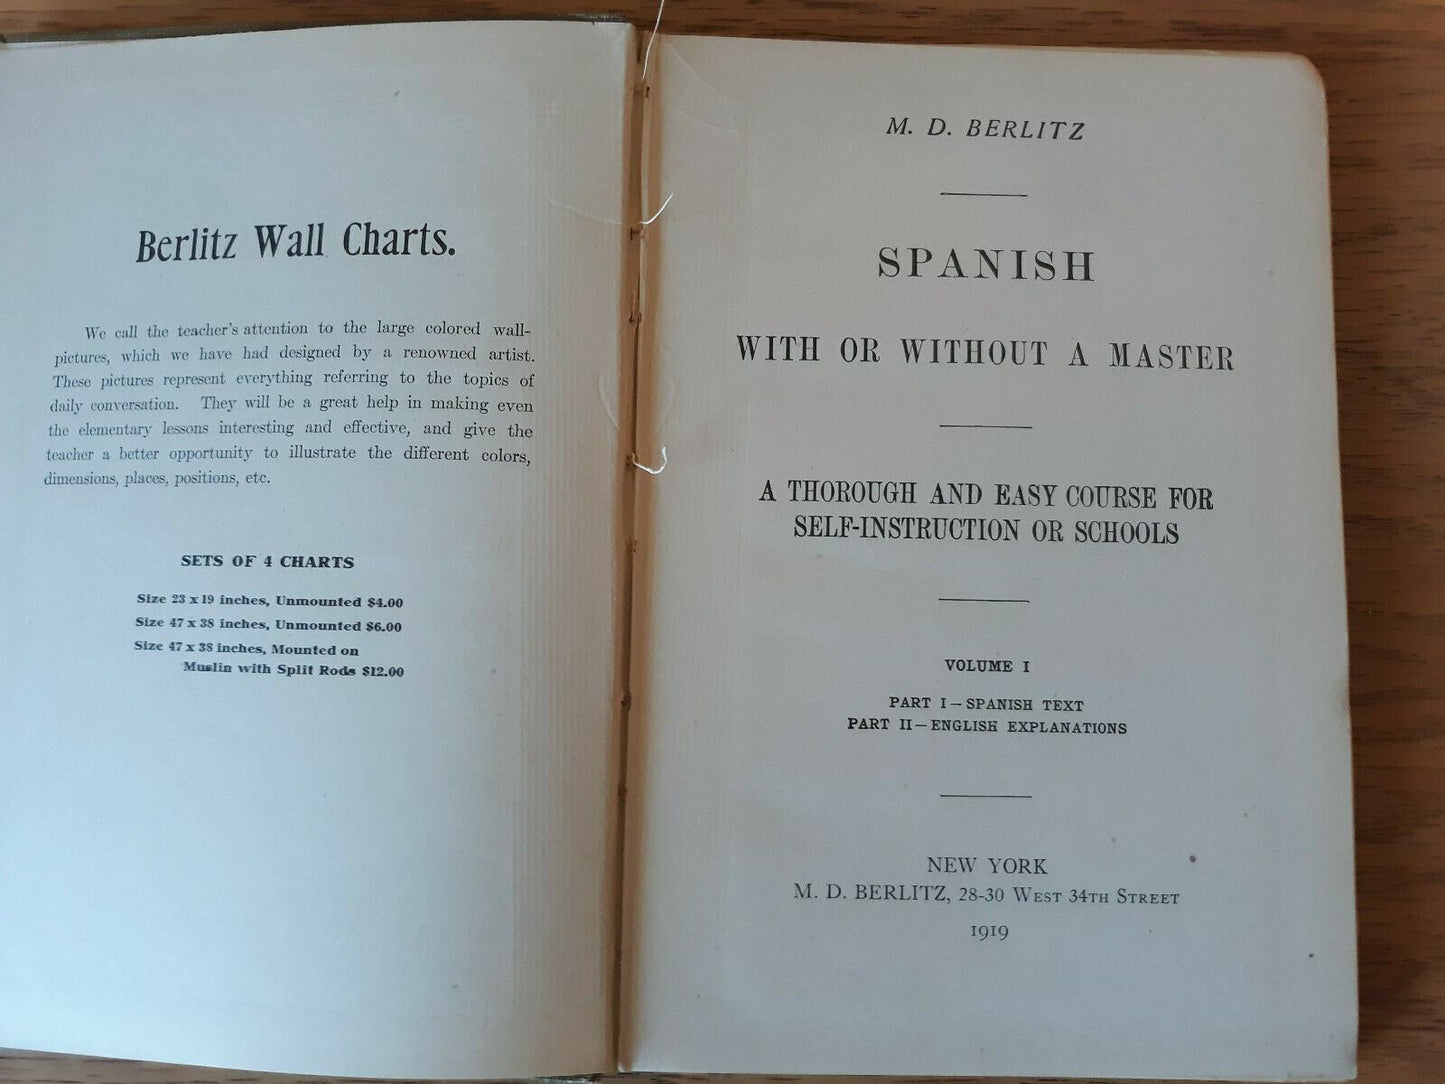 Berlitz Wall Charts.
We call the teacher's attention to the large colored wall-
pictures, which we have had designed by a renowned artist.
These pictures represent everything referring to the topics of
daily conversation. They will be a great help in making even
the elementary lessons interesting and effective, and give the
teacher a better opportunity to illustrate the different colors,
dimensions, places, positions, etc.
SETS OF 4 CHARTS
Size 23 x 19 inches, Unmounted $4.00
Size 47 x 38 inches, Unmounted $6.00
Size 47 x 38 inches, Mounted on
Muslin with Split Rods $12.00
M. D. BERLITZ
SPANISH
WITH OR WITHOUT A MASTER
A THOROUGH AND EASY COURSE FOR
SELF-INSTRUCTION OR SCHOOLS
VOLUME I
PART I—SPANISH TEXT
PART II—ENGLISH EXPLANATIONS
NEW YORK
M. D. BERLITZ, 28-30 WEST 34TH STREET
1919